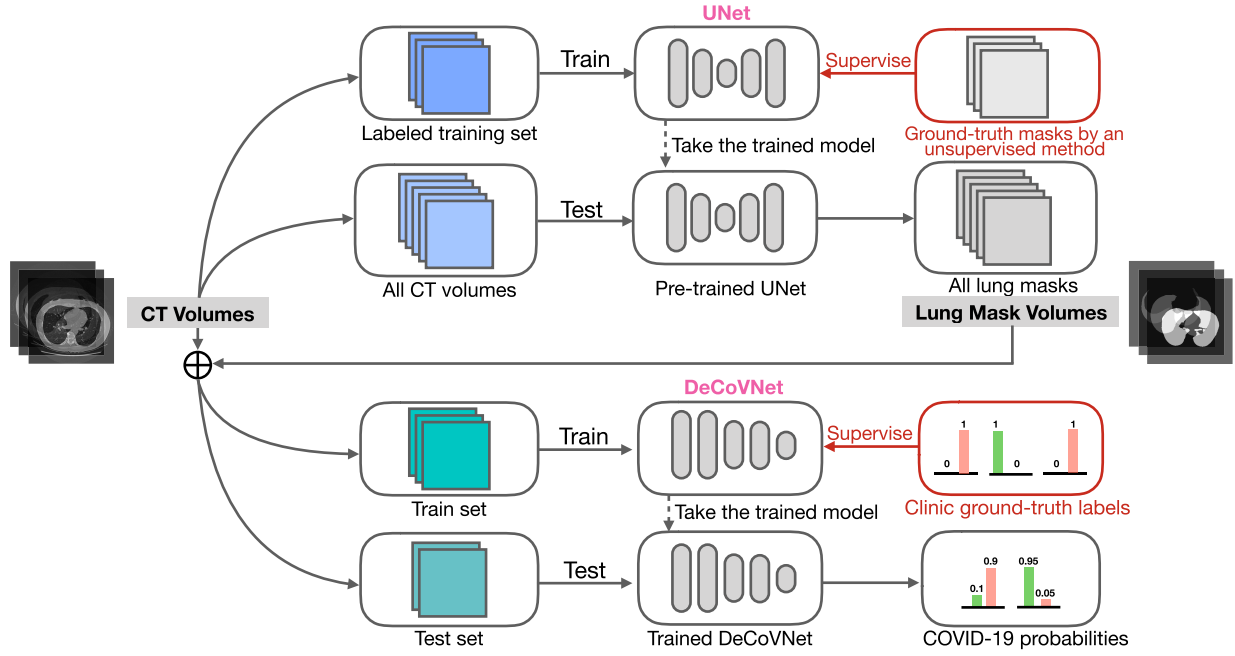 UNet
Train
Supervise
Labeled training set
Ground-truth masks by an
unsupervised method
Take the trained model
Test
All CT volumes
Pre-trained UNet
All lung masks
CT Volumes
Lung Mask Volumes
DeCoVNet
Train
Supervise
0 1 1 0 0 1
Train set
Clinic ground-truth labels
Take the trained model
Test
0.1 0.9 0.95 0.05
Test set
Trained DeCoVNet
COVID-19 probabilities